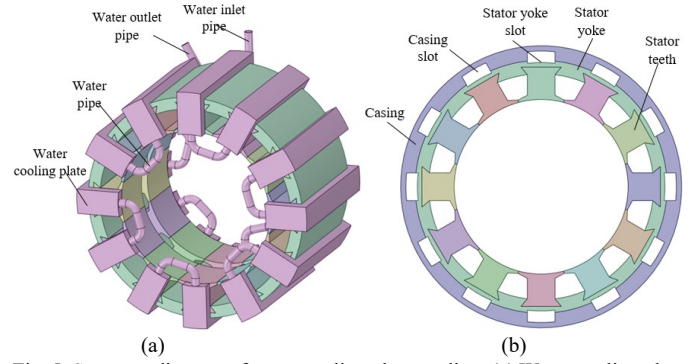 Water outlet
pipe
Water inlet
pipe
Water
pipe
Water
cooling plate
Casing
slot
Casing
Stator yoke
slot
Stator
yoke
Stator
teeth
(a)
(b)